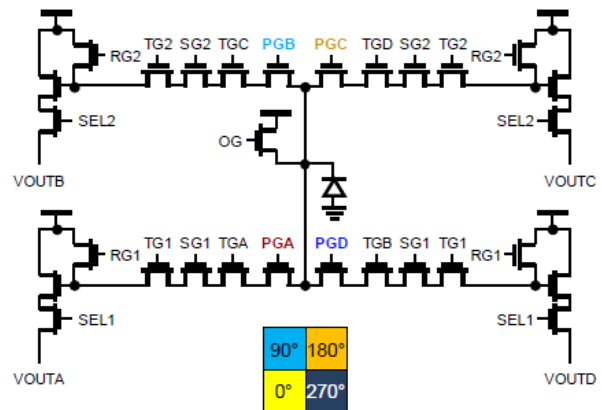 TG2 SG2 TGC PGB PGC TGD SG2 TG2
RG2 RG2
SEL2 SEL2
OG
VOUTB VOUTC
TG1 SG1 TGA PGA PGD TGB SG1 TG1
RG1 RG1
SEL1 SEL1
90° 180°
VOUTA VOUTD
0° 270°